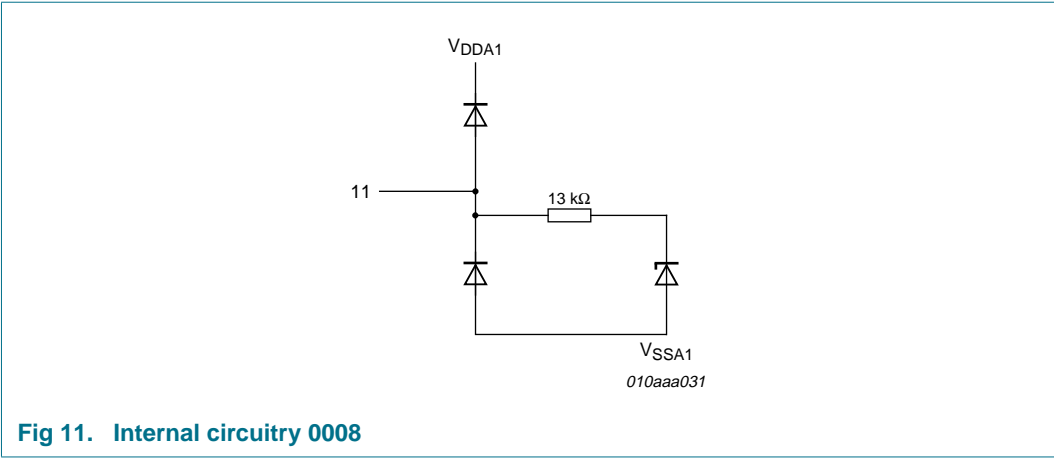 VDDA1
11
13 kΩ
VSSA1
010aaa031
Fig 11. Internal circuitry 0008